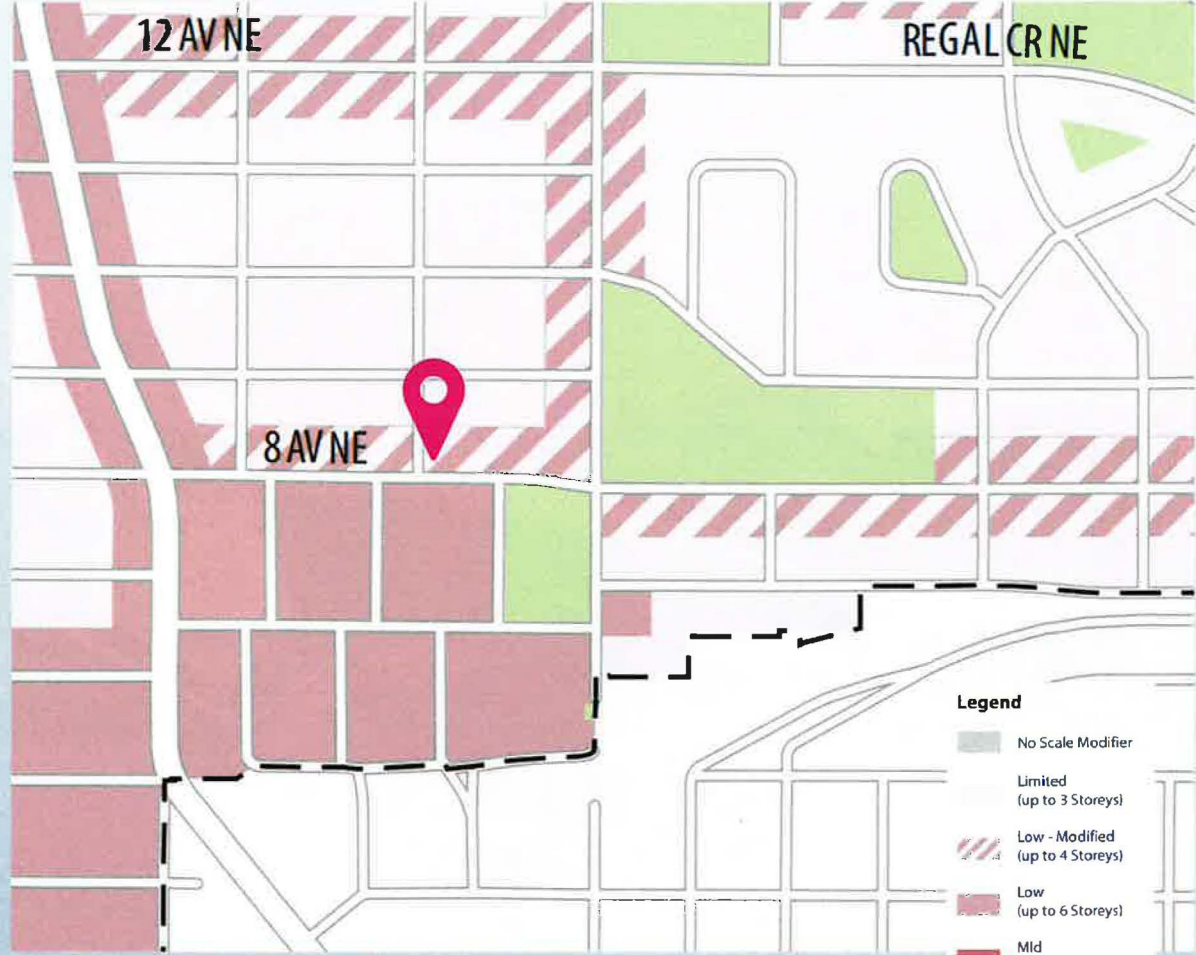 12 AV NE
REGAL CR NE
8 AV NE
Legend
No Scale Modifier
Limited
(up to 3 Storeys)
Low - Modified
(up to 4 Storeys)
Low
(up to 6 Storeys)
Mid